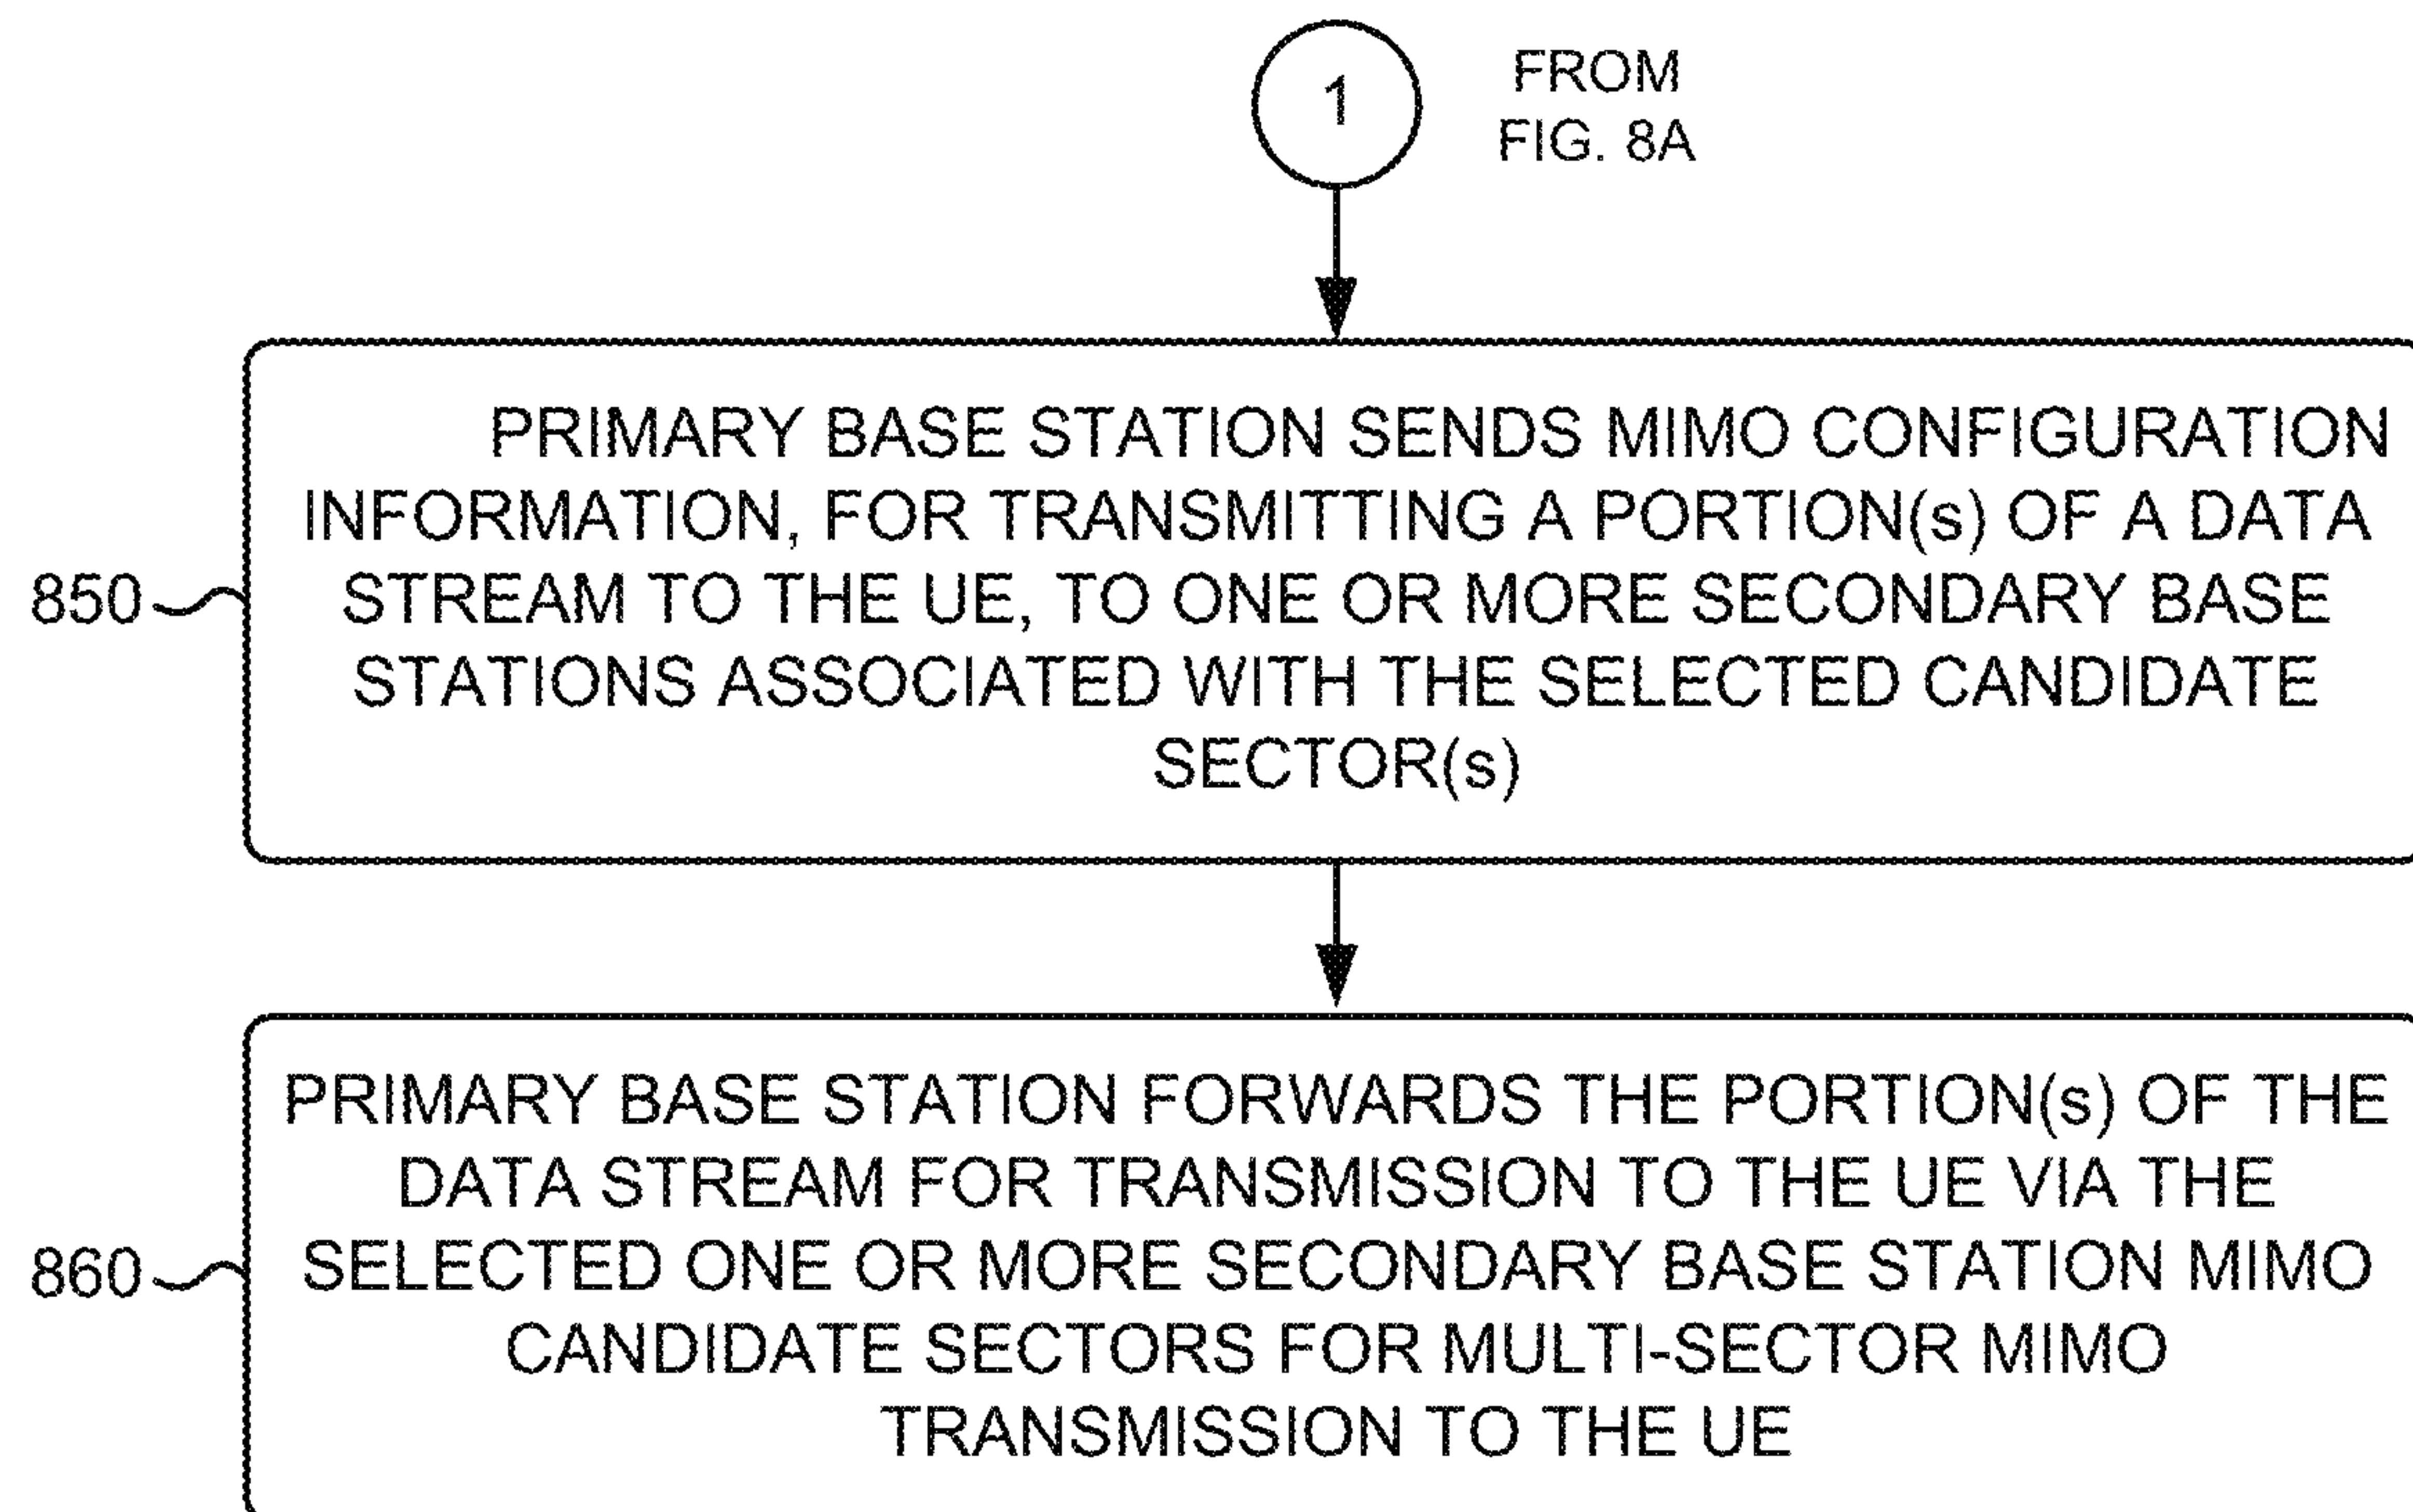 1
FROM
FIG. 8A
PRIMARY BASE STATION SENDS MIMO CONFIGURATION
INFORMATION, FOR TRANSMITTING A PORTION(s) OF A DATA
STREAM TO THE UE, TO ONE OR MORE SECONDARY BASE
STATIONS ASSOCIATED WITH THE SELECTED CANDIDATE
SECTOR(s)
850
PRIMARY BASE STATION FORWARDS THE PORTION(s) OF THE
DATA STREAM FOR TRANSMISSION TO THE UE VIA THE
SELECTED ONE OR MORE SECONDARY BASE STATION MIMO
CANDIDATE SECTORS FOR MULTI-SECTOR MIMO
TRANSMISSION TO THE UE
860